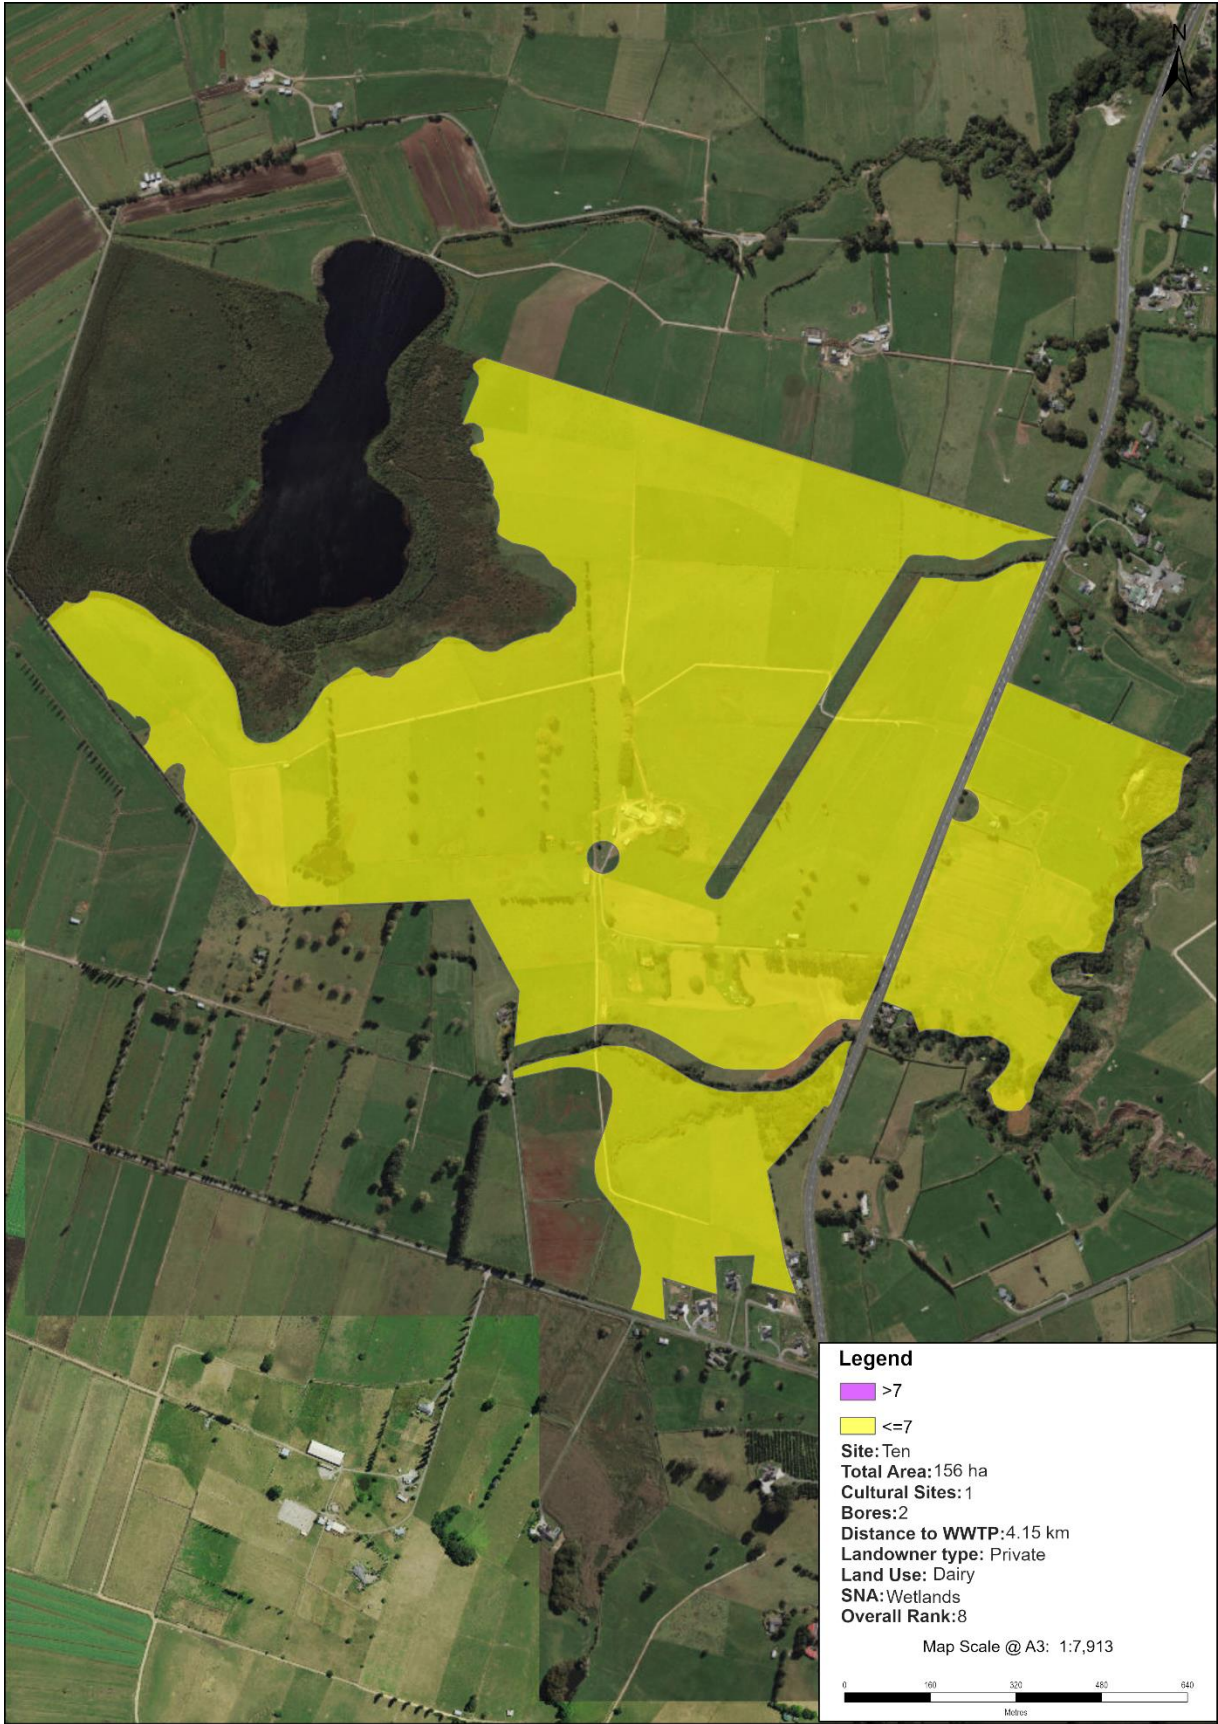 N
Legend
>7
<=7
Site: Ten
Total Area: 156 ha
Cultural Sites: 1
Bores: 2
Distance to WWTP: 4.15 km
Landowner type: Private
Land Use: Dairy
SNA: Wetlands
Overall Rank: 8
Map Scale @ A3: 1:7,913
0 160 320 480 640
Metres